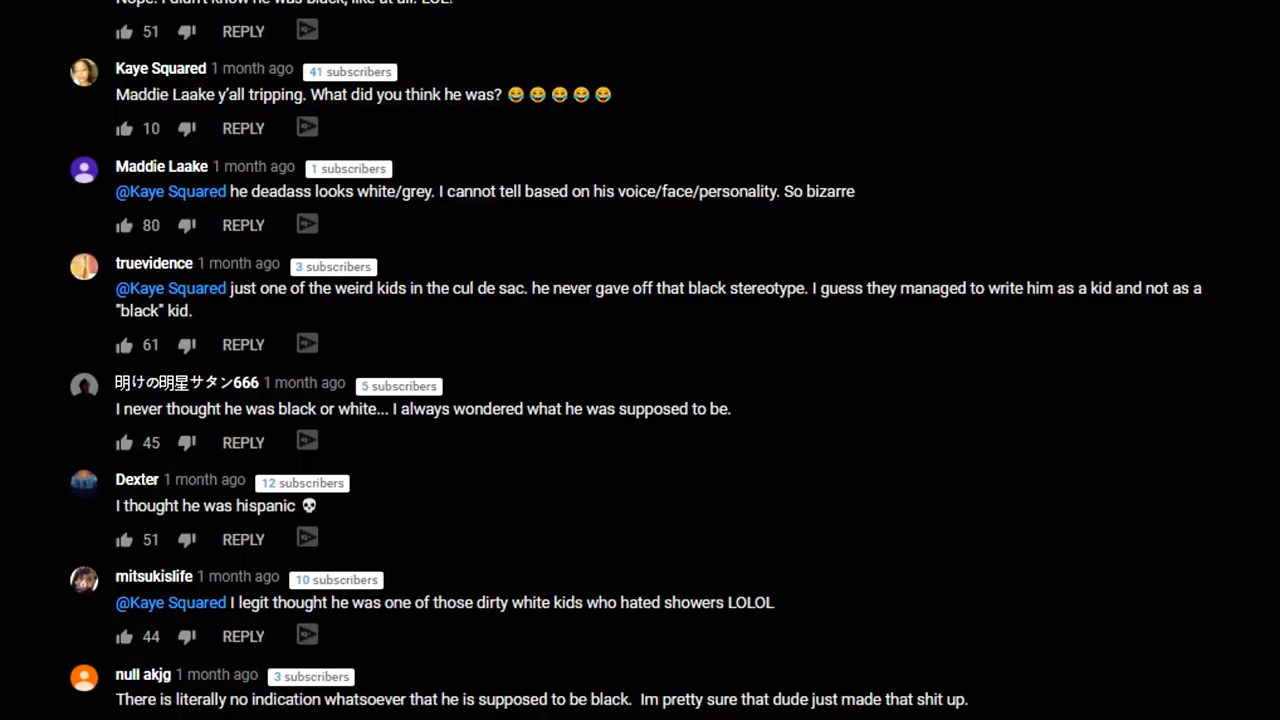 Nope. I didn't know he was black, like at all. LOL.
51 REPLY
Kaye Squared 1 month ago 41 subscribers
Maddie Laake y'all tripping. What did you think he was? 😂 😂 😂 😂 😂
10 REPLY
Maddie Laake 1 month ago 1 subscribers
@Kaye Squared he deadass looks white/grey. I cannot tell based on his voice/face/personality. So bizarre
80 REPLY
truevidence 1 month ago 3 subscribers
@Kaye Squared just one of the weird kids in the cul de sac. he never gave off that black stereotype. I guess they managed to write him as a kid and not as a
"black" kid.
61 REPLY
明けの明星サタン666 1 month ago 5 subscribers
I never thought he was black or white... I always wondered what he was supposed to be.
45 REPLY
Dexter 1 month ago 12 subscribers
I thought he was hispanic 💀
51 REPLY
mitsukislife 1 month ago 10 subscribers
@Kaye Squared I legit thought he was one of those dirty white kids who hated showers LOLOL
44 REPLY
null akjg 1 month ago 3 subscribers
There is literally no indication whatsoever that he is supposed to be black. Im pretty sure that dude just made that shit up.